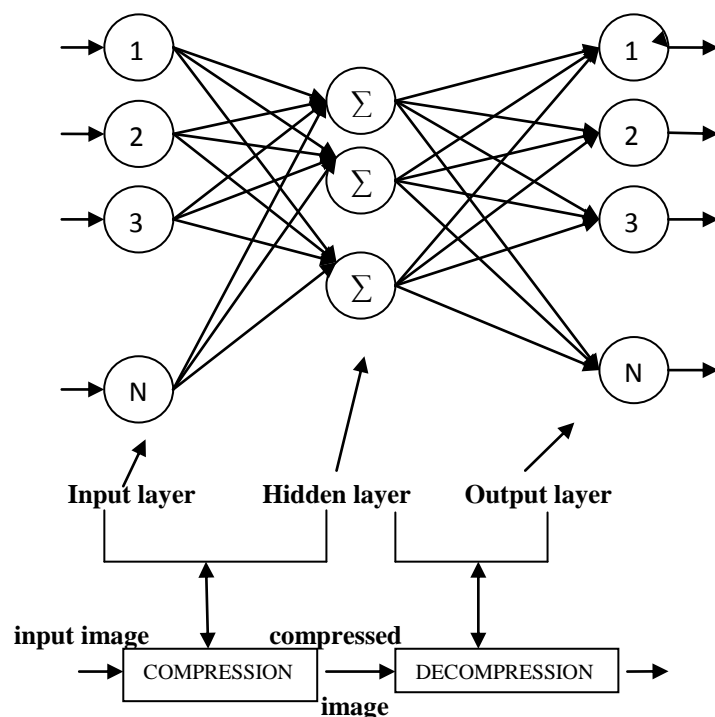 1
2
3
N
∑
∑
∑
1
2
3
N
Input layer
Hidden layer
Output layer
input image
compressed
COMPRESSION
DECOMPRESSION
image